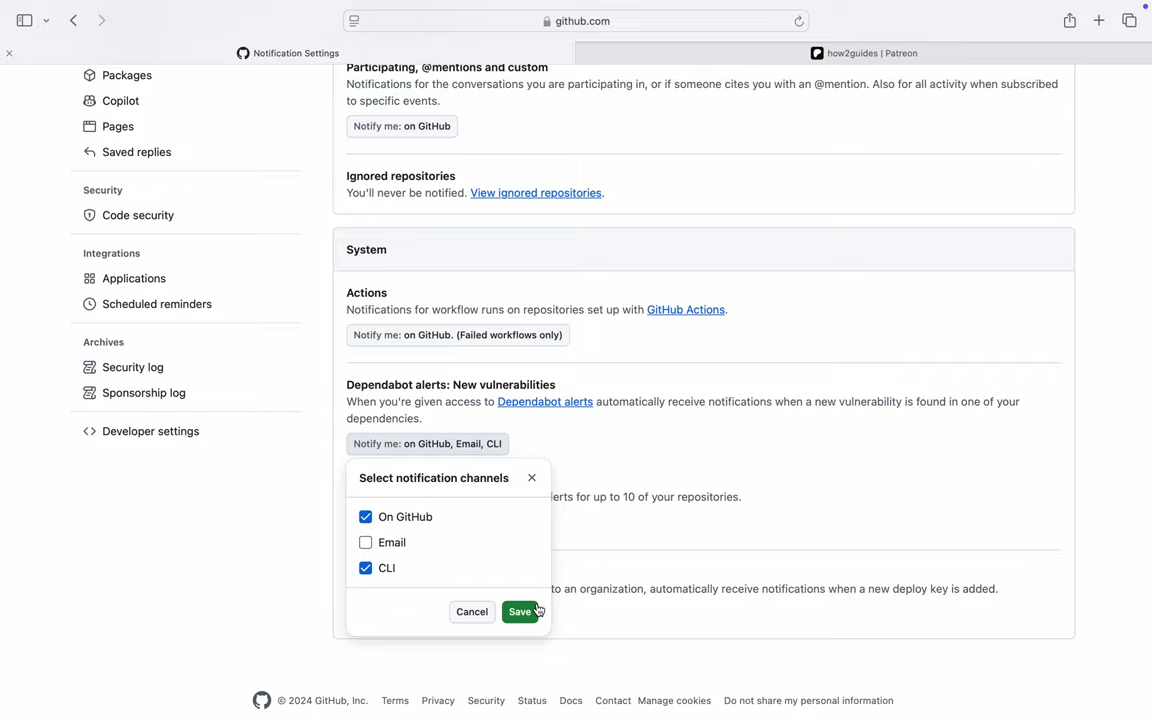 github.com
Notification Settings
how2guides | Patreon
Packages
Copilot
Pages
Saved replies
Security
Code security
Integrations
Applications
Scheduled reminders
Archives
Security log
Sponsorship log
Developer settings
Participating, @mentions and custom
Notifications for the conversations you are participating in, or if someone cites you with an @mention. Also for all activity when subscribed
to specific events.
Notify me: on GitHub
Ignored repositories
You'll never be notified. View ignored repositories.
System
Actions
Notifications for workflow runs on repositories set up with GitHub Actions.
Notify me: on GitHub. (Failed workflows only)
Dependabot alerts: New vulnerabilities
When you're given access to Dependabot alerts automatically receive notifications when a new vulnerability is found in one of your
dependencies.
Notify me: on GitHub, Email, CLI
Select notification channels
for up to 10 of your repositories.
On GitHub
Email
CLI
to an organization, automatically receive notifications when a new deploy key is added.
Cancel
Save
© 2024 GitHub, Inc.
Terms
Privacy
Security
Status
Docs
Contact
Manage cookies
Do not share my personal information